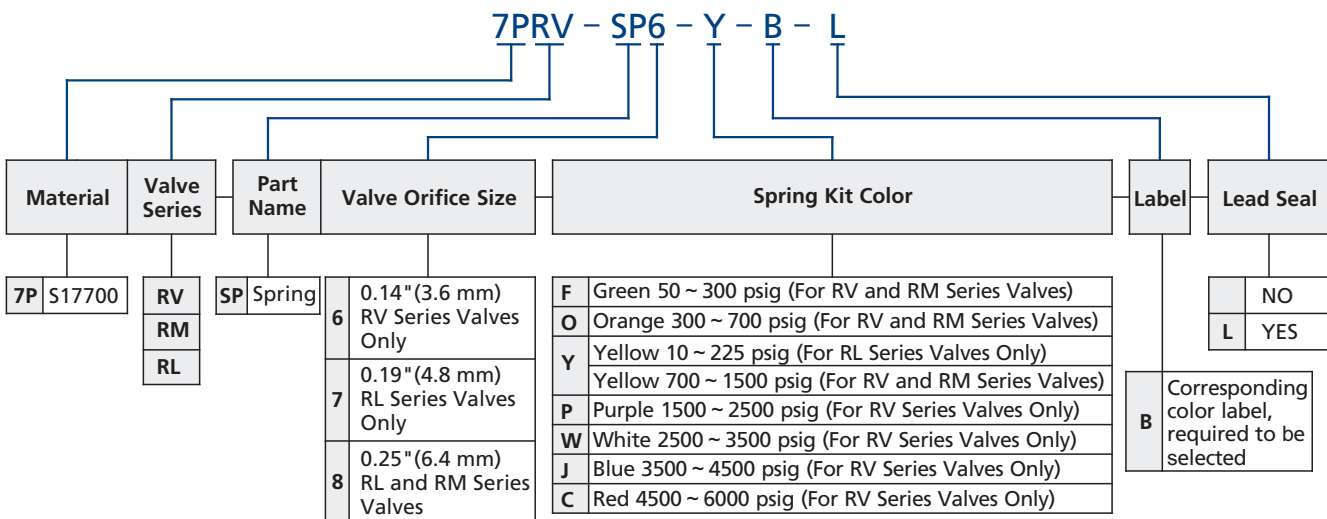 7PRV – SP6 – Y – B – L
Material
Valve
Series
Part
Name
Valve Orifice Size
Spring Kit Color
Label
Lead Seal
7P S17700
RV
RM
RL
SP Spring
6 0.14"(3.6 mm)
RV Series Valves
Only
7 0.19"(4.8 mm)
RL Series Valves
Only
8 0.25"(6.4 mm)
RL and RM Series
Valves
F Green 50 ~ 300 psig (For RV and RM Series Valves)
O Orange 300 ~ 700 psig (For RV and RM Series Valves)
Y Yellow 10 ~ 225 psig (For RL Series Valves Only)
Yellow 700 ~ 1500 psig (For RV and RM Series Valves)
P Purple 1500 ~ 2500 psig (For RV Series Valves Only)
W White 2500 ~ 3500 psig (For RV Series Valves Only)
J Blue 3500 ~ 4500 psig (For RV Series Valves Only)
C Red 4500 ~ 6000 psig (For RV Series Valves Only)
B Corresponding
color label,
required to be
selected
NO
L YES